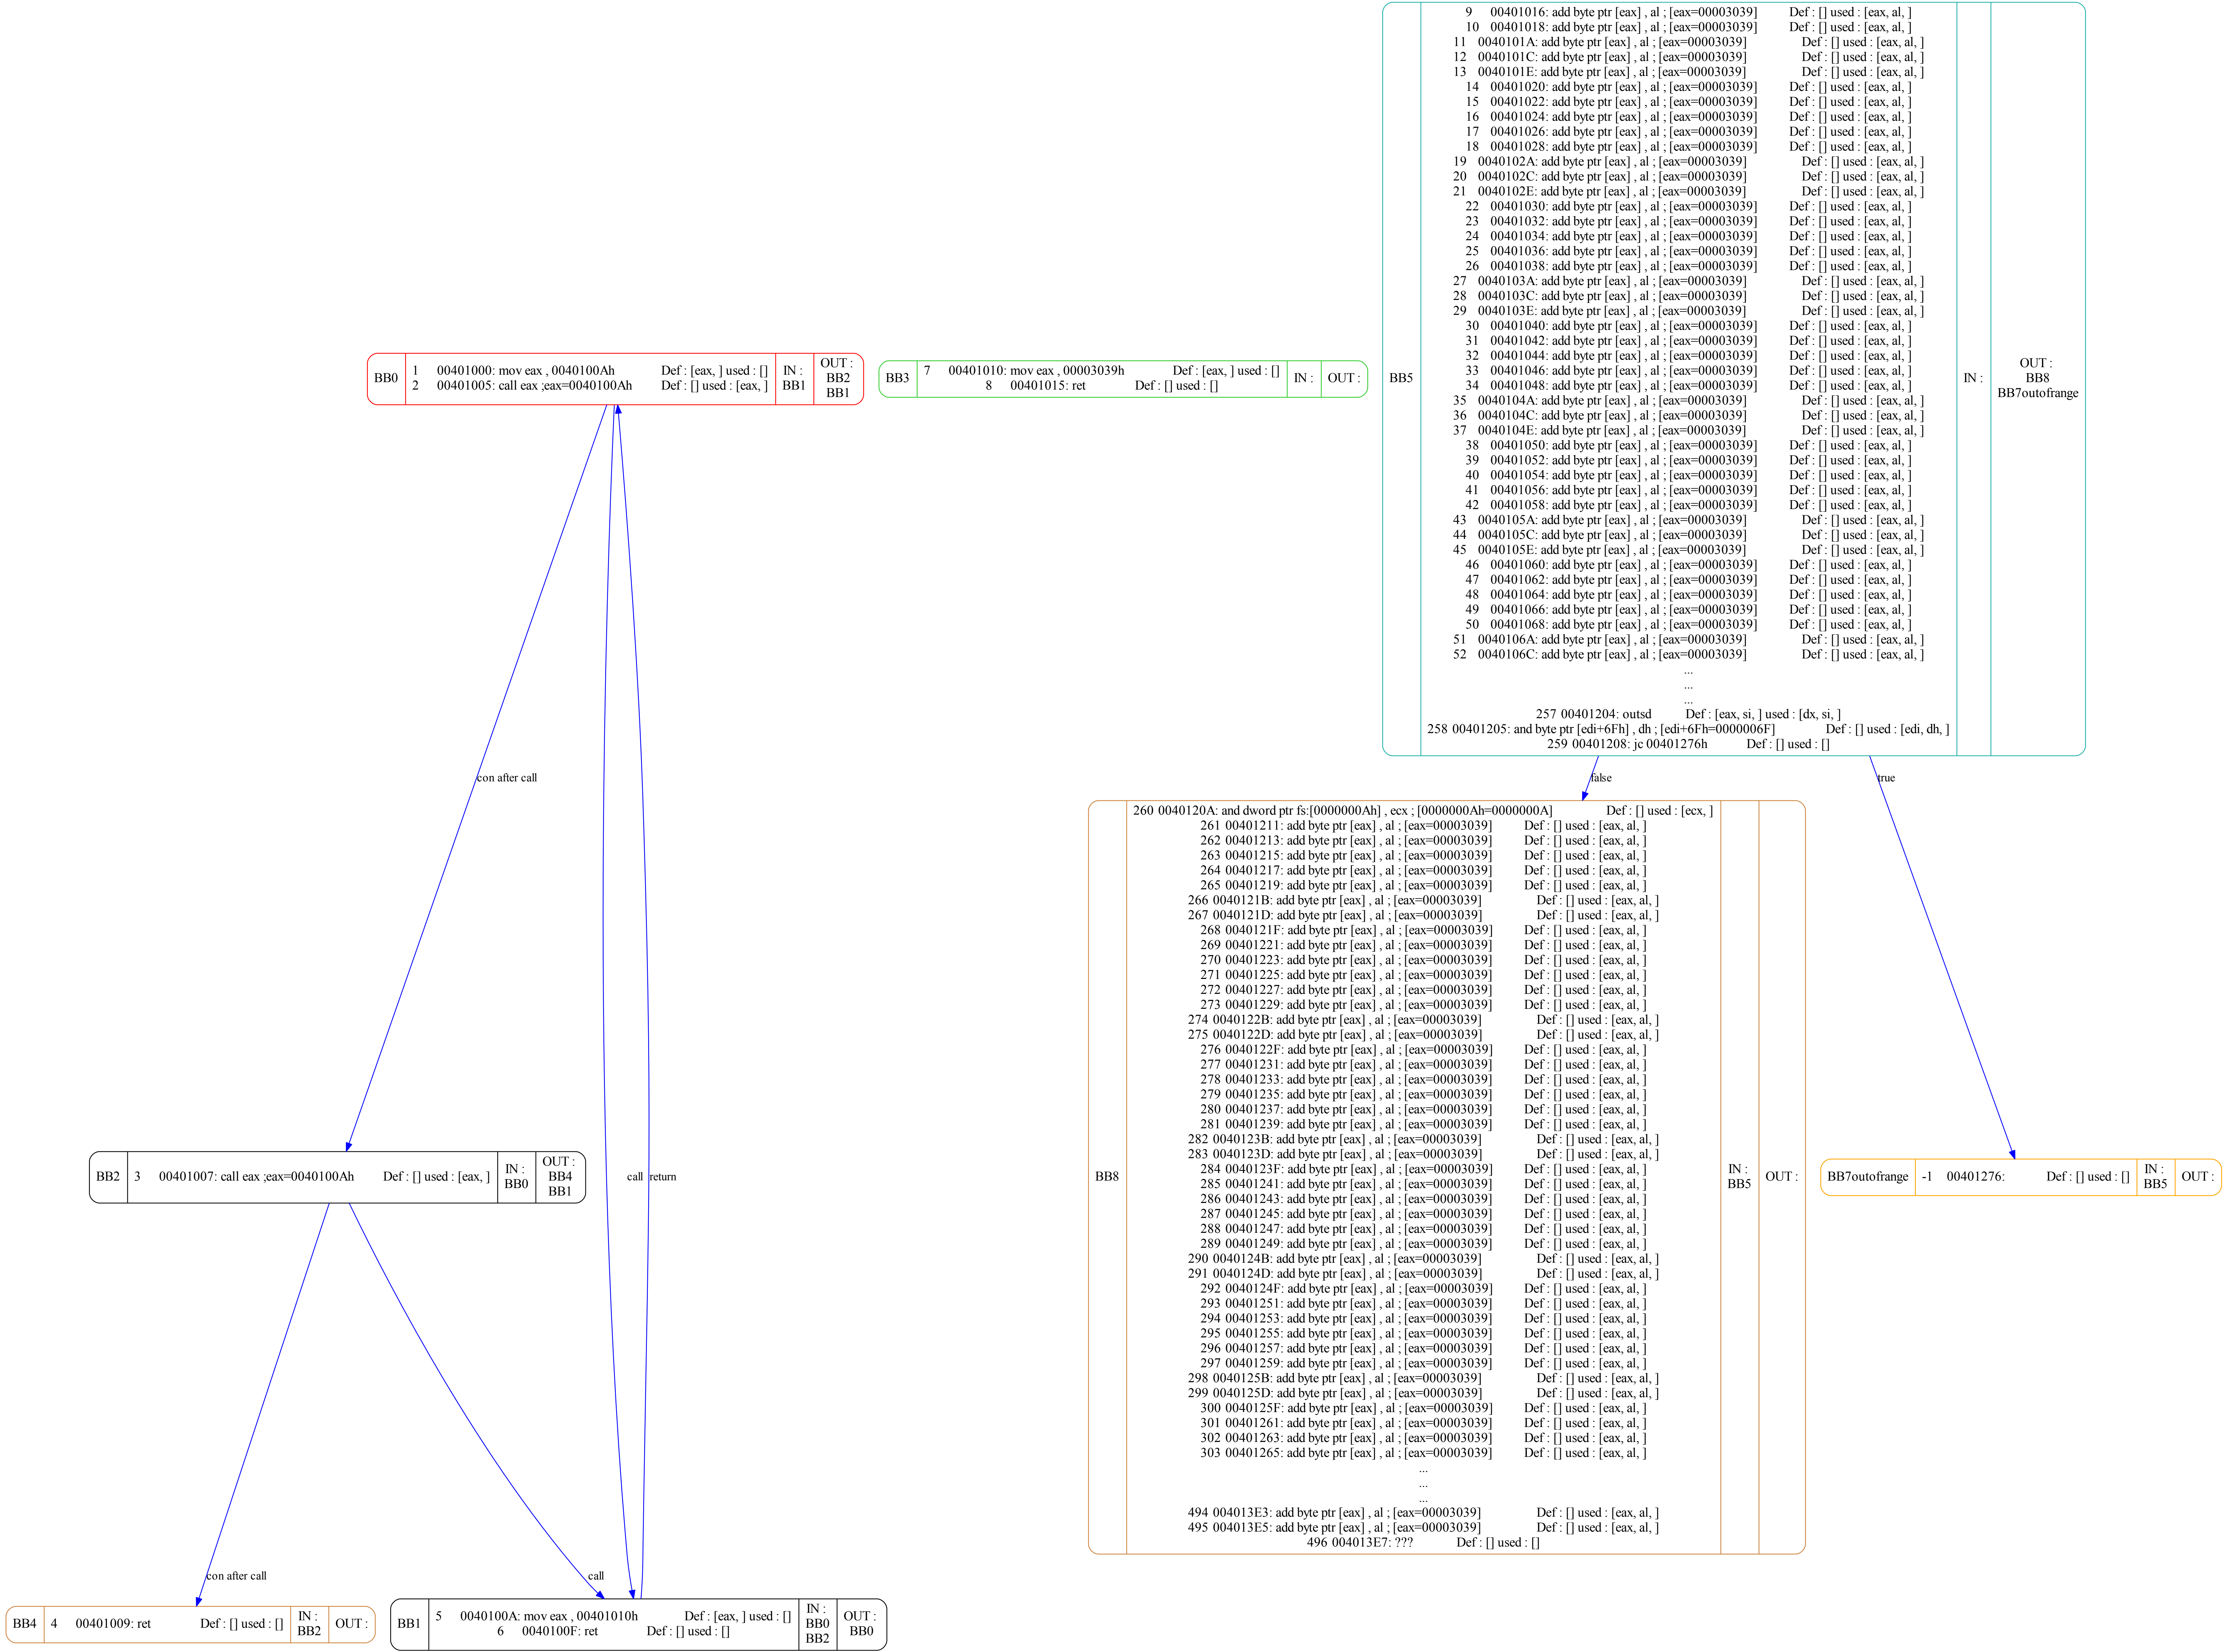 BB0
1 00401000: mov eax , 0040100Ah Def : [eax, ] used : []
2 00401005: call eax ;eax=0040100Ah Def : [] used : [eax, ]
IN :
BB1
OUT :
BB2
BB1
BB3
7 00401010: mov eax , 00003039h Def : [eax, ] used : []
8 00401015: ret Def : [] used : []
IN :
OUT :
BB5
9 00401016: add byte ptr [eax] , al ; [eax=00003039] Def : [] used : [eax, al, ]
10 00401018: add byte ptr [eax] , al ; [eax=00003039] Def : [] used : [eax, al, ]
11 0040101A: add byte ptr [eax] , al ; [eax=00003039] Def : [] used : [eax, al, ]
12 0040101C: add byte ptr [eax] , al ; [eax=00003039] Def : [] used : [eax, al, ]
13 0040101E: add byte ptr [eax] , al ; [eax=00003039] Def : [] used : [eax, al, ]
14 00401020: add byte ptr [eax] , al ; [eax=00003039] Def : [] used : [eax, al, ]
15 00401022: add byte ptr [eax] , al ; [eax=00003039] Def : [] used : [eax, al, ]
16 00401024: add byte ptr [eax] , al ; [eax=00003039] Def : [] used : [eax, al, ]
17 00401026: add byte ptr [eax] , al ; [eax=00003039] Def : [] used : [eax, al, ]
18 00401028: add byte ptr [eax] , al ; [eax=00003039] Def : [] used : [eax, al, ]
19 0040102A: add byte ptr [eax] , al ; [eax=00003039] Def : [] used : [eax, al, ]
20 0040102C: add byte ptr [eax] , al ; [eax=00003039] Def : [] used : [eax, al, ]
21 0040102E: add byte ptr [eax] , al ; [eax=00003039] Def : [] used : [eax, al, ]
22 00401030: add byte ptr [eax] , al ; [eax=00003039] Def : [] used : [eax, al, ]
23 00401032: add byte ptr [eax] , al ; [eax=00003039] Def : [] used : [eax, al, ]
24 00401034: add byte ptr [eax] , al ; [eax=00003039] Def : [] used : [eax, al, ]
25 00401036: add byte ptr [eax] , al ; [eax=00003039] Def : [] used : [eax, al, ]
26 00401038: add byte ptr [eax] , al ; [eax=00003039] Def : [] used : [eax, al, ]
27 0040103A: add byte ptr [eax] , al ; [eax=00003039] Def : [] used : [eax, al, ]
28 0040103C: add byte ptr [eax] , al ; [eax=00003039] Def : [] used : [eax, al, ]
29 0040103E: add byte ptr [eax] , al ; [eax=00003039] Def : [] used : [eax, al, ]
30 00401040: add byte ptr [eax] , al ; [eax=00003039] Def : [] used : [eax, al, ]
31 00401042: add byte ptr [eax] , al ; [eax=00003039] Def : [] used : [eax, al, ]
32 00401044: add byte ptr [eax] , al ; [eax=00003039] Def : [] used : [eax, al, ]
33 00401046: add byte ptr [eax] , al ; [eax=00003039] Def : [] used : [eax, al, ]
34 00401048: add byte ptr [eax] , al ; [eax=00003039] Def : [] used : [eax, al, ]
35 0040104A: add byte ptr [eax] , al ; [eax=00003039] Def : [] used : [eax, al, ]
36 0040104C: add byte ptr [eax] , al ; [eax=00003039] Def : [] used : [eax, al, ]
37 0040104E: add byte ptr [eax] , al ; [eax=00003039] Def : [] used : [eax, al, ]
38 00401050: add byte ptr [eax] , al ; [eax=00003039] Def : [] used : [eax, al, ]
39 00401052: add byte ptr [eax] , al ; [eax=00003039] Def : [] used : [eax, al, ]
40 00401054: add byte ptr [eax] , al ; [eax=00003039] Def : [] used : [eax, al, ]
41 00401056: add byte ptr [eax] , al ; [eax=00003039] Def : [] used : [eax, al, ]
42 00401058: add byte ptr [eax] , al ; [eax=00003039] Def : [] used : [eax, al, ]
43 0040105A: add byte ptr [eax] , al ; [eax=00003039] Def : [] used : [eax, al, ]
44 0040105C: add byte ptr [eax] , al ; [eax=00003039] Def : [] used : [eax, al, ]
45 0040105E: add byte ptr [eax] , al ; [eax=00003039] Def : [] used : [eax, al, ]
46 00401060: add byte ptr [eax] , al ; [eax=00003039] Def : [] used : [eax, al, ]
47 00401062: add byte ptr [eax] , al ; [eax=00003039] Def : [] used : [eax, al, ]
48 00401064: add byte ptr [eax] , al ; [eax=00003039] Def : [] used : [eax, al, ]
49 00401066: add byte ptr [eax] , al ; [eax=00003039] Def : [] used : [eax, al, ]
50 00401068: add byte ptr [eax] , al ; [eax=00003039] Def : [] used : [eax, al, ]
51 0040106A: add byte ptr [eax] , al ; [eax=00003039] Def : [] used : [eax, al, ]
52 0040106C: add byte ptr [eax] , al ; [eax=00003039] Def : [] used : [eax, al, ]
...
...
...
257 00401204: outsd Def : [eax, si, ] used : [dx, si, ]
258 00401205: and byte ptr [edi+6Fh] , dh ; [edi+6Fh=0000006F] Def : [] used : [edi, dh, ]
259 00401208: jc 00401276h Def : [] used : []
IN :
OUT :
BB8
BB7outofrange
con after call
false
true
BB8
260 0040120A: and dword ptr fs:[0000000Ah] , ecx ; [0000000Ah=0000000A] Def : [] used : [ecx, ]
261 00401211: add byte ptr [eax] , al ; [eax=00003039] Def : [] used : [eax, al, ]
262 00401213: add byte ptr [eax] , al ; [eax=00003039] Def : [] used : [eax, al, ]
263 00401215: add byte ptr [eax] , al ; [eax=00003039] Def : [] used : [eax, al, ]
264 00401217: add byte ptr [eax] , al ; [eax=00003039] Def : [] used : [eax, al, ]
265 00401219: add byte ptr [eax] , al ; [eax=00003039] Def : [] used : [eax, al, ]
266 0040121B: add byte ptr [eax] , al ; [eax=00003039] Def : [] used : [eax, al, ]
267 0040121D: add byte ptr [eax] , al ; [eax=00003039] Def : [] used : [eax, al, ]
268 0040121F: add byte ptr [eax] , al ; [eax=00003039] Def : [] used : [eax, al, ]
269 00401221: add byte ptr [eax] , al ; [eax=00003039] Def : [] used : [eax, al, ]
270 00401223: add byte ptr [eax] , al ; [eax=00003039] Def : [] used : [eax, al, ]
271 00401225: add byte ptr [eax] , al ; [eax=00003039] Def : [] used : [eax, al, ]
272 00401227: add byte ptr [eax] , al ; [eax=00003039] Def : [] used : [eax, al, ]
273 00401229: add byte ptr [eax] , al ; [eax=00003039] Def : [] used : [eax, al, ]
274 0040122B: add byte ptr [eax] , al ; [eax=00003039] Def : [] used : [eax, al, ]
275 0040122D: add byte ptr [eax] , al ; [eax=00003039] Def : [] used : [eax, al, ]
276 0040122F: add byte ptr [eax] , al ; [eax=00003039] Def : [] used : [eax, al, ]
277 00401231: add byte ptr [eax] , al ; [eax=00003039] Def : [] used : [eax, al, ]
278 00401233: add byte ptr [eax] , al ; [eax=00003039] Def : [] used : [eax, al, ]
279 00401235: add byte ptr [eax] , al ; [eax=00003039] Def : [] used : [eax, al, ]
280 00401237: add byte ptr [eax] , al ; [eax=00003039] Def : [] used : [eax, al, ]
281 00401239: add byte ptr [eax] , al ; [eax=00003039] Def : [] used : [eax, al, ]
282 0040123B: add byte ptr [eax] , al ; [eax=00003039] Def : [] used : [eax, al, ]
283 0040123D: add byte ptr [eax] , al ; [eax=00003039] Def : [] used : [eax, al, ]
284 0040123F: add byte ptr [eax] , al ; [eax=00003039] Def : [] used : [eax, al, ]
285 00401241: add byte ptr [eax] , al ; [eax=00003039] Def : [] used : [eax, al, ]
286 00401243: add byte ptr [eax] , al ; [eax=00003039] Def : [] used : [eax, al, ]
287 00401245: add byte ptr [eax] , al ; [eax=00003039] Def : [] used : [eax, al, ]
288 00401247: add byte ptr [eax] , al ; [eax=00003039] Def : [] used : [eax, al, ]
289 00401249: add byte ptr [eax] , al ; [eax=00003039] Def : [] used : [eax, al, ]
290 0040124B: add byte ptr [eax] , al ; [eax=00003039] Def : [] used : [eax, al, ]
291 0040124D: add byte ptr [eax] , al ; [eax=00003039] Def : [] used : [eax, al, ]
292 0040124F: add byte ptr [eax] , al ; [eax=00003039] Def : [] used : [eax, al, ]
293 00401251: add byte ptr [eax] , al ; [eax=00003039] Def : [] used : [eax, al, ]
294 00401253: add byte ptr [eax] , al ; [eax=00003039] Def : [] used : [eax, al, ]
295 00401255: add byte ptr [eax] , al ; [eax=00003039] Def : [] used : [eax, al, ]
296 00401257: add byte ptr [eax] , al ; [eax=00003039] Def : [] used : [eax, al, ]
297 00401259: add byte ptr [eax] , al ; [eax=00003039] Def : [] used : [eax, al, ]
298 0040125B: add byte ptr [eax] , al ; [eax=00003039] Def : [] used : [eax, al, ]
299 0040125D: add byte ptr [eax] , al ; [eax=00003039] Def : [] used : [eax, al, ]
300 0040125F: add byte ptr [eax] , al ; [eax=00003039] Def : [] used : [eax, al, ]
301 00401261: add byte ptr [eax] , al ; [eax=00003039] Def : [] used : [eax, al, ]
302 00401263: add byte ptr [eax] , al ; [eax=00003039] Def : [] used : [eax, al, ]
303 00401265: add byte ptr [eax] , al ; [eax=00003039] Def : [] used : [eax, al, ]
...
...
...
494 004013E3: add byte ptr [eax] , al ; [eax=00003039] Def : [] used : [eax, al, ]
495 004013E5: add byte ptr [eax] , al ; [eax=00003039] Def : [] used : [eax, al, ]
496 004013E7: ??? Def : [] used : []
IN :
BB5
OUT :
BB2
3 00401007: call eax ;eax=0040100Ah Def : [] used : [eax, ]
IN :
BB0
OUT :
BB4
BB1
call
return
BB7outofrange
-1 00401276: Def : [] used : []
IN :
BB5
OUT :
con after call
call
BB4
4 00401009: ret Def : [] used : []
IN :
BB2
OUT :
BB1
5 0040100A: mov eax , 00401010h Def : [eax, ] used : []
6 0040100F: ret Def : [] used : []
IN :
BB0
BB2
OUT :
BB0